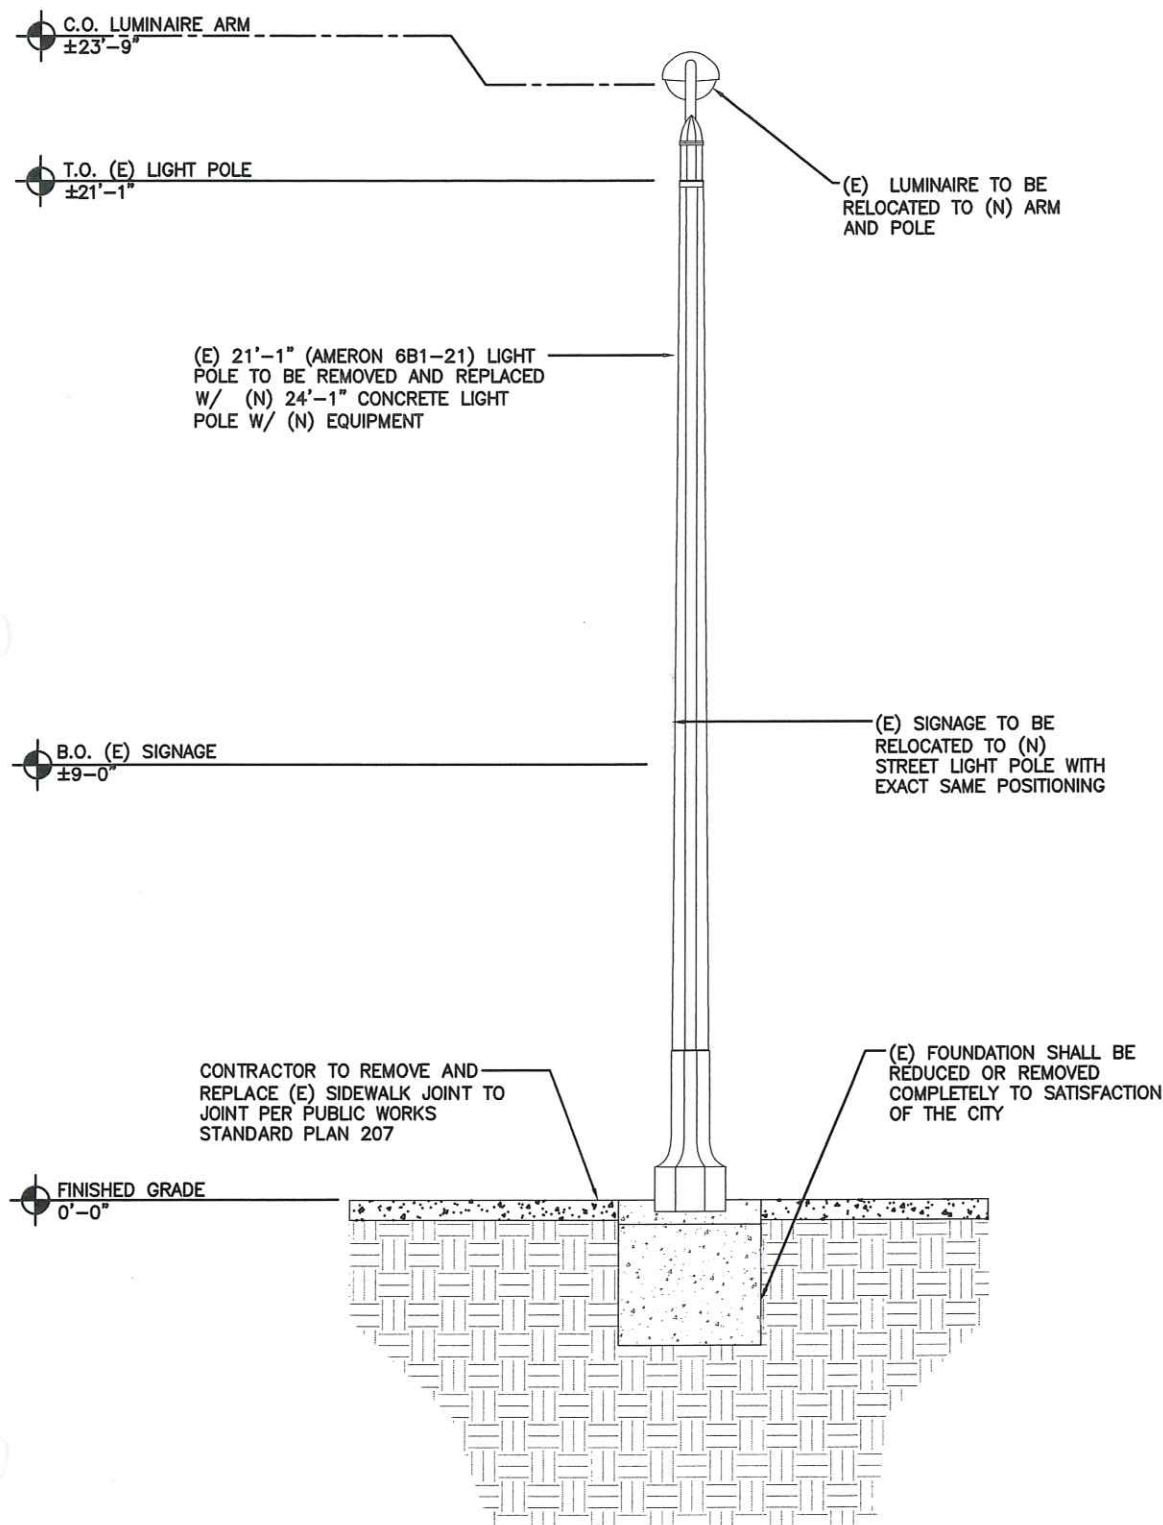 C.O. LUMINAIRE ARM
±23'-9"
T.O. (E) LIGHT POLE
±21'-1"
(E) LUMINAIRE TO BE
RELOCATED TO (N) ARM
AND POLE
(E) 21'-1" (AMERON 6B1-21) LIGHT
POLE TO BE REMOVED AND REPLACED
W/ (N) 24'-1" CONCRETE LIGHT
POLE W/ (N) EQUIPMENT
(E) SIGNAGE TO BE
RELOCATED TO (N)
STREET LIGHT POLE WITH
EXACT SAME POSITIONING
B.O. (E) SIGNAGE
±9-0"
(E) FOUNDATION SHALL BE
REDUCED OR REMOVED
COMPLETELY TO SATISFACTION
OF THE CITY
CONTRACTOR TO REMOVE AND
REPLACE (E) SIDEWALK JOINT TO
JOINT PER PUBLIC WORKS
STANDARD PLAN 207
FINISHED GRADE
0'-0"